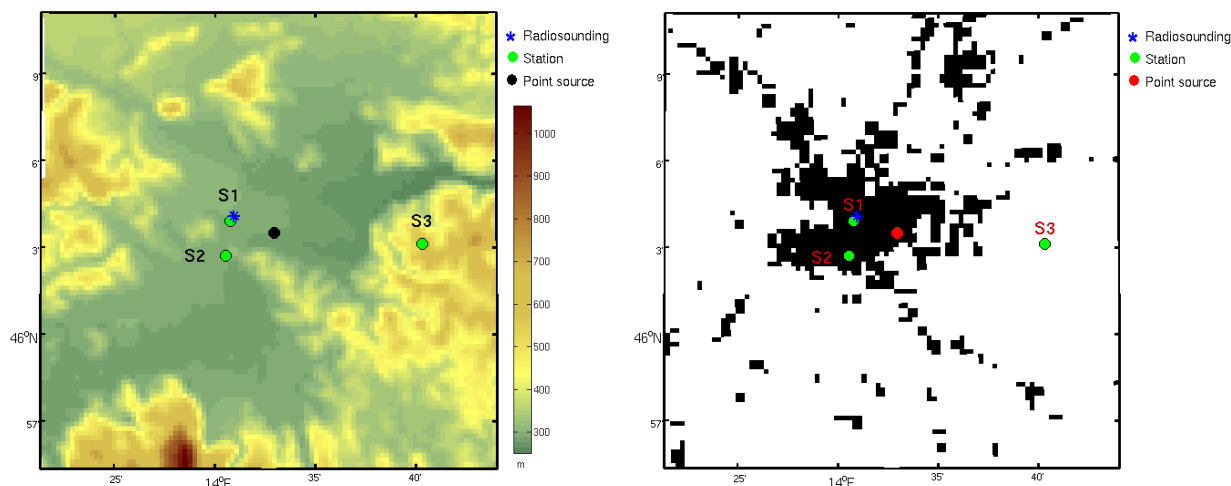 Radiosounding
Station
Point source
9'
6'
3'
46°N
57'
25'
14°E
35'
40'
S1
S2
S3
1000
900
800
700
600
500
400
300
m
Radiosounding
Station
Point source
9'
6'
3'
46°N
57'
25'
14°E
35'
40'
S1
S2
S3